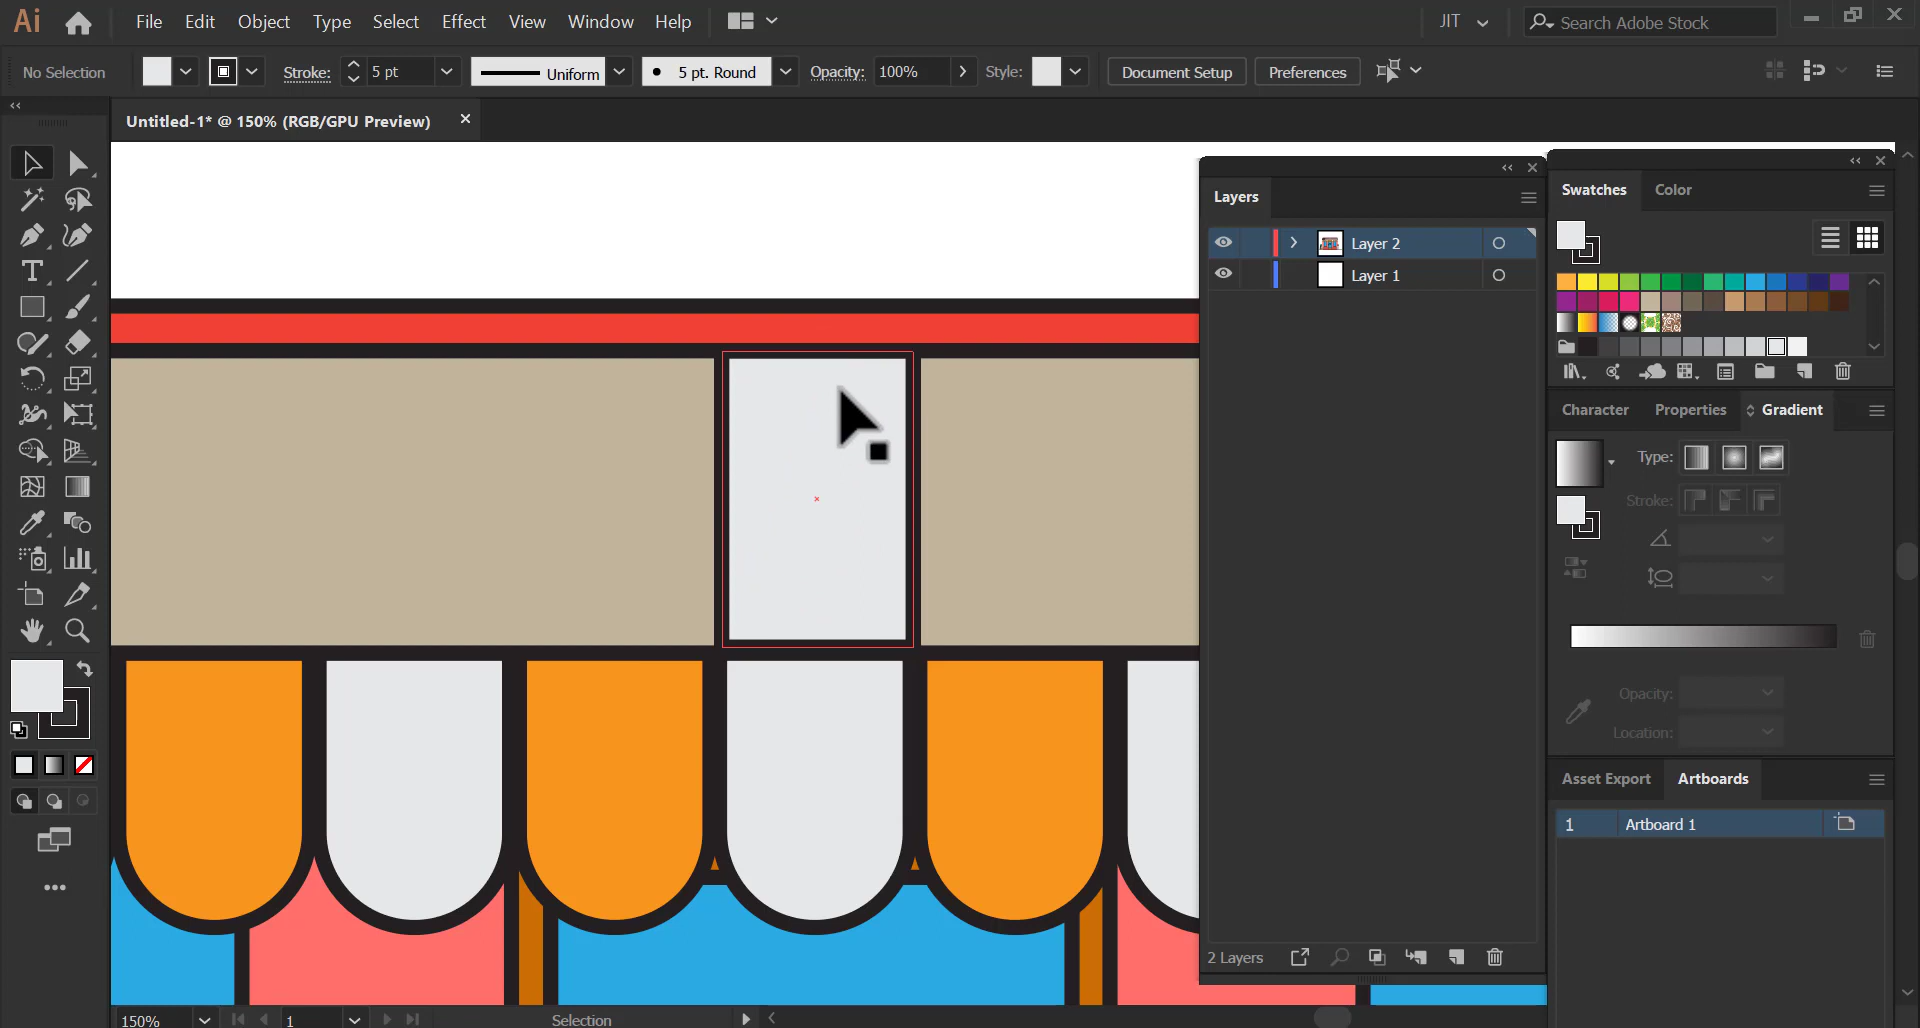 Ai File Edit Object Type Select Effect View Window Help JIT Search Adobe Stock
No Selection Stroke: 5 pt Uniform 5 pt. Round Opacity: 100% Style: Document Setup Preferences
Untitled-1* @ 150% (RGB/GPU Preview)
Layers
Layer 2
Layer 1
2 Layers
Swatches Color
Character Properties Gradient
Type:
Stroke:
Opacity:
Location:
Asset Export Artboards
1 Artboard 1
150% 1 Selection